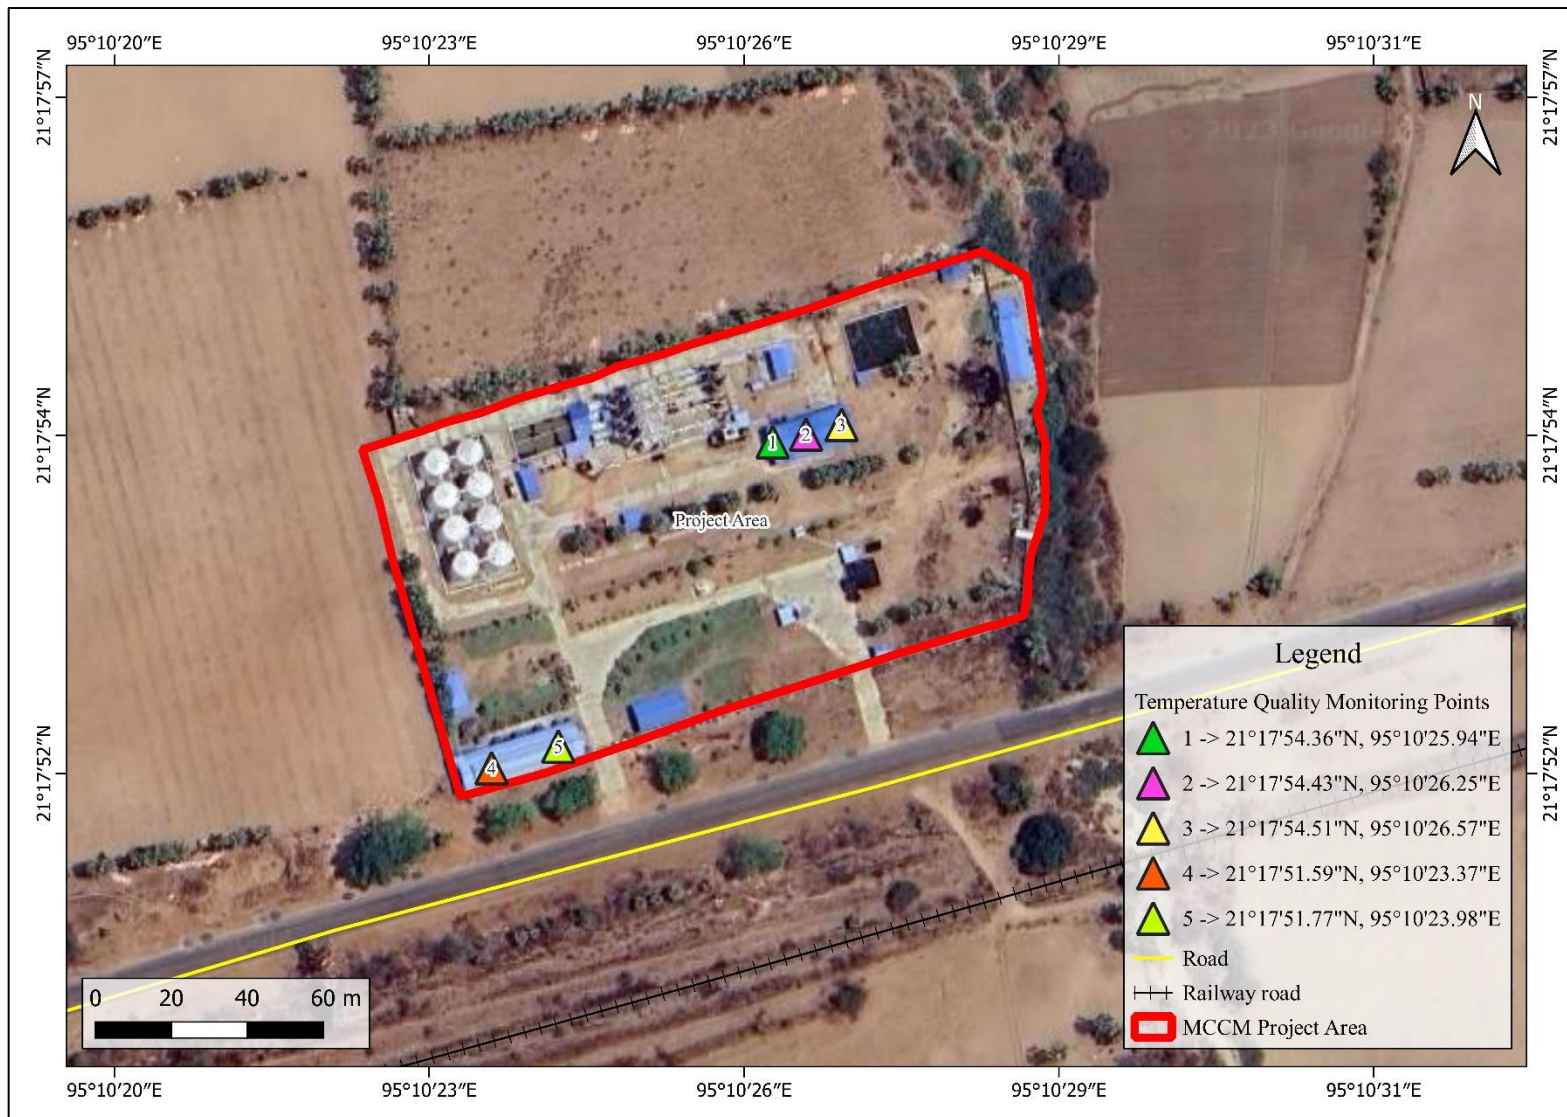 95°10'20"E 95°10'23"E 95°10'26"E 95°10'29"E 95°10'31"E
21°17'57"N
21°17'57"N
N
21°17'54"N
21°17'54"N
1
2
3
Project Area
4
5
21°17'52"N
21°17'52"N
Legend
Temperature Quality Monitoring Points
1 -> 21°17'54.36"N, 95°10'25.94"E
2 -> 21°17'54.43"N, 95°10'26.25"E
3 -> 21°17'54.51"N, 95°10'26.57"E
4 -> 21°17'51.59"N, 95°10'23.37"E
5 -> 21°17'51.77"N, 95°10'23.98"E
Road
Railway road
MCCM Project Area
0 20 40 60 m
95°10'20"E 95°10'23"E 95°10'26"E 95°10'29"E 95°10'31"E